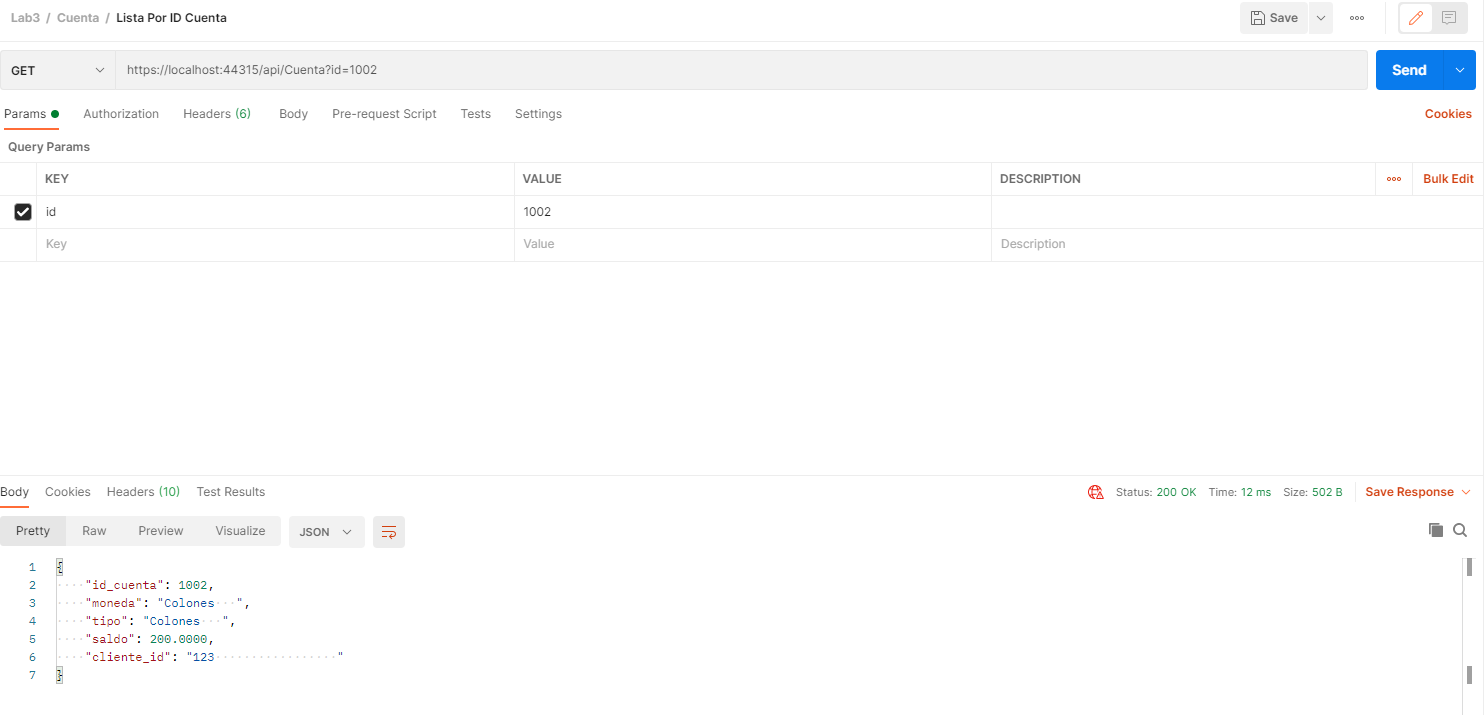 Lab3 / Cuenta / Lista Por ID Cuenta Save
GET https://localhost:44315/api/Cuenta?id=1002 Send
Params Authorization Headers (6) Body Pre-request Script Tests Settings Cookies
Query Params
KEY VALUE DESCRIPTION Bulk Edit
id 1002
Key Value Description
Body Cookies Headers (10) Test Results Status: 200 OK Time: 12 ms Size: 502 B Save Response
Pretty Raw Preview Visualize JSON
1 {
2 "id_cuenta": 1002,
3 "moneda": "Colones   ",
4 "tipo": "Colones   ",
5 "saldo": 200.0000,
6 "cliente_id": "123                 "
7 }